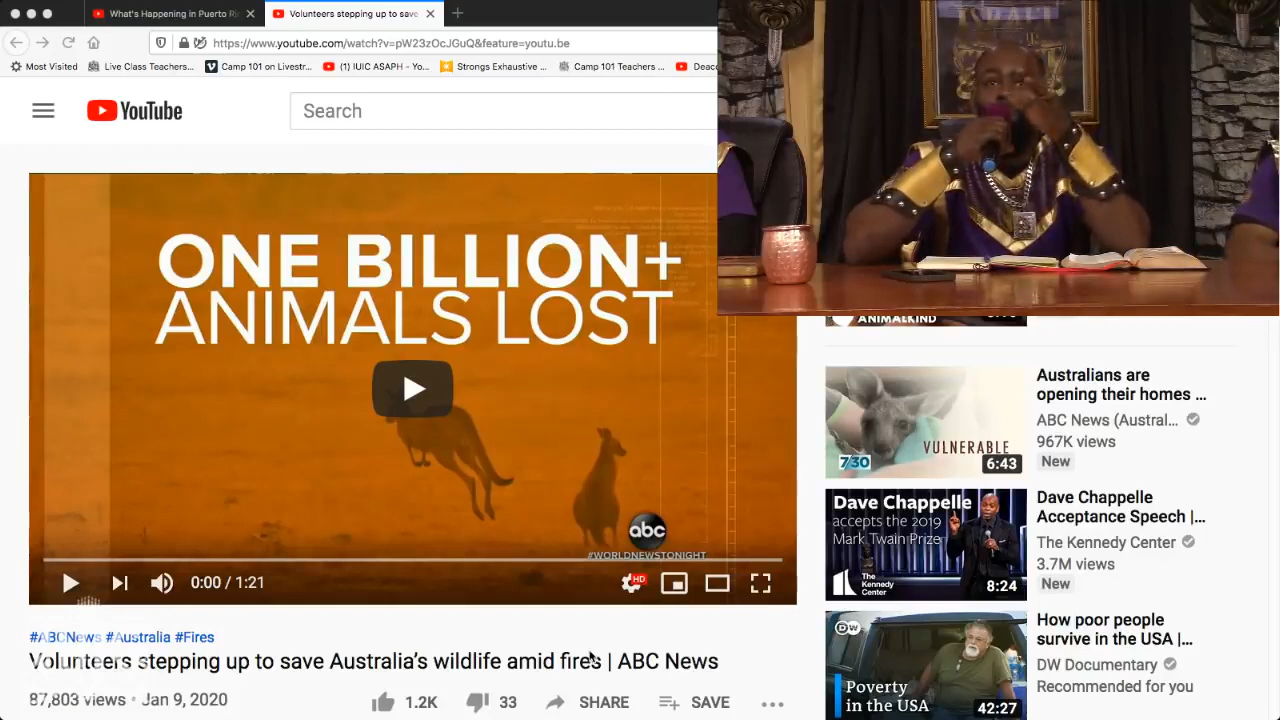 What's Happening in Puerto Ri
Volunteers stepping up to save
https://www.youtube.com/watch?v=pW23zOcJGuQ&feature=youtu.be
Most Visited
Live Class Teachers...
Camp 101 on Livestr...
(1) IUIC ASAPH - Yo...
Strongs Exhaustive ...
Camp 101 Teachers ...
YouTube
Search
ISRAEL
ONE BILLION+
ANIMALS LOST
abc
#WORLDNEWSTONIGHT
0:00 / 1:21
HD
#ABCNews #Australia #Fires
Volunteers stepping up to save Australia's wildlife amid fires | ABC News
87,803 views • Jan 9, 2020
1.2K
33
SHARE
SAVE
ANIMALKIND
VULNERABLE
7.30
6:43
Australians are
opening their homes ...
ABC News (Austral...
967K views
New
Dave Chappelle
accepts the 2019
Mark Twain Prize
The
Kennedy
Center
8:24
Dave Chappelle
Acceptance Speech |...
The Kennedy Center
3.7M views
New
DW
Poverty
in the USA
42:27
How poor people
survive in the USA |...
DW Documentary
Recommended for you